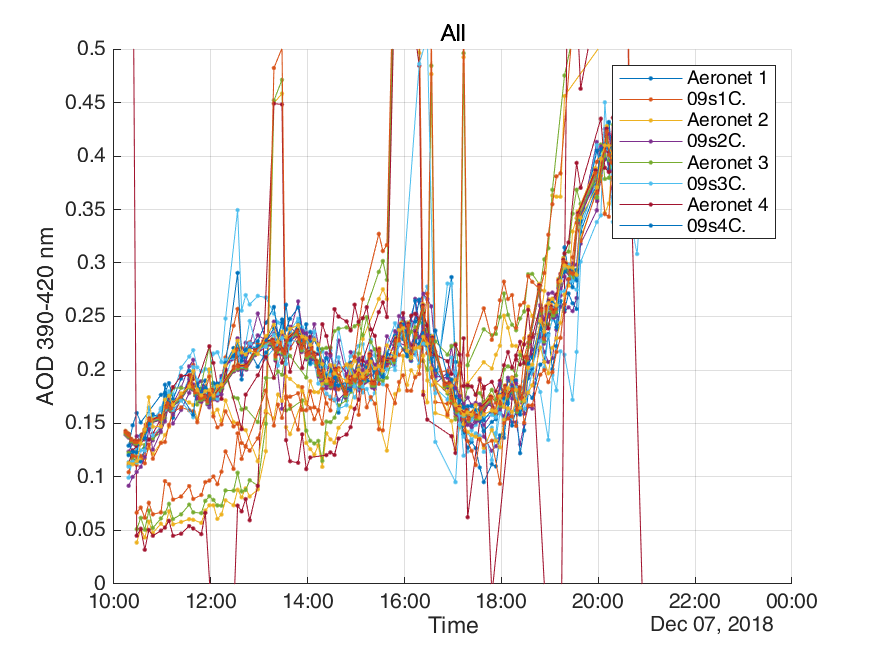 All
0.5
0.45
0.4
0.35
0.3
0.25
0.2
0.15
0.1
0.05
0
AOD 390-420 nm
Aeronet 1
09s1C.
Aeronet 2
09s2C.
Aeronet 3
09s3C.
Aeronet 4
09s4C.
10:00 12:00 14:00 16:00 18:00 20:00 22:00 00:00
Time
Dec 07, 2018